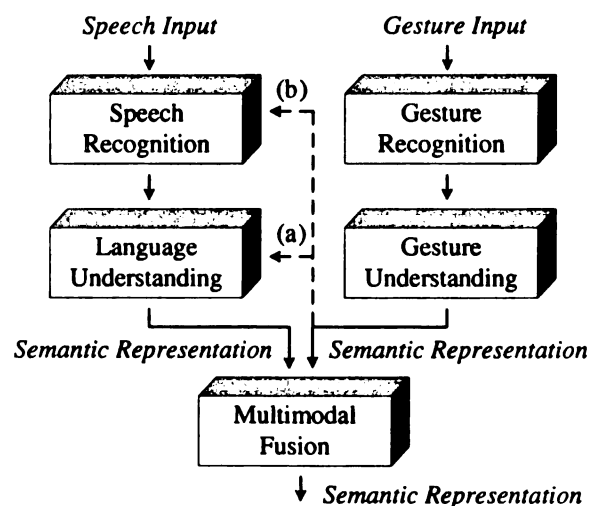 Speech Input
Gesture Input
Speech
Recognition
(b)
Gesture
Recognition
Language
Understanding
(a)
Gesture
Understanding
Semantic Representation
Semantic Representation
Multimodal
Fusion
Semantic Representation